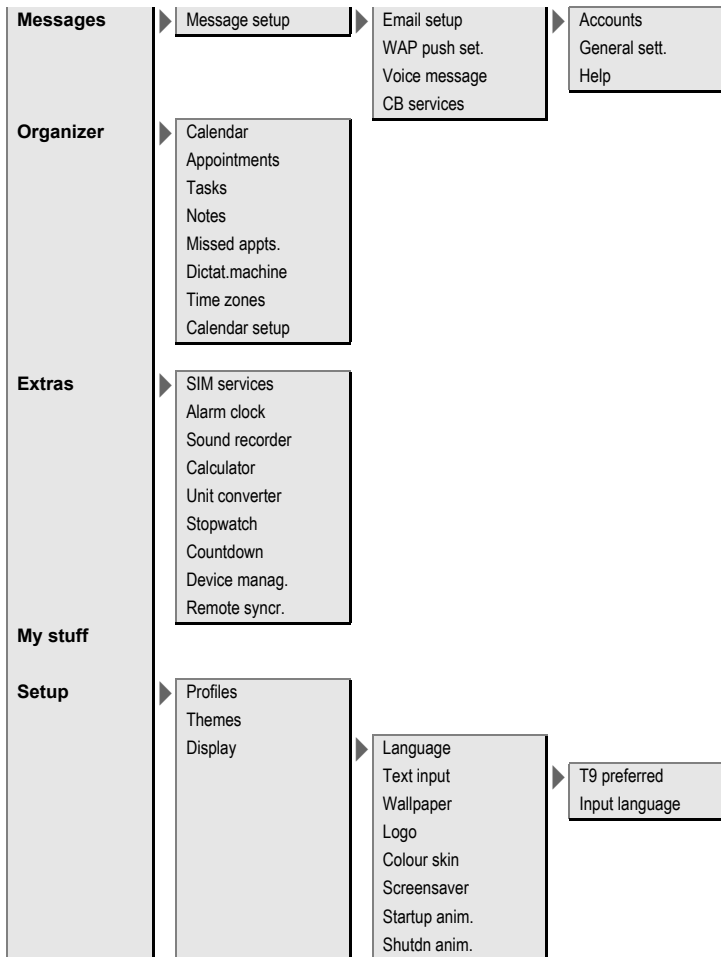 Messages
Message setup
Email setup
WAP push set.
Voice message
CB services
Accounts
General sett.
Help
Organizer
Calendar
Appointments
Tasks
Notes
Missed appts.
Dictat.machine
Time zones
Calendar setup
Extras
SIM services
Alarm clock
Sound recorder
Calculator
Unit converter
Stopwatch
Countdown
Device manag.
Remote syncr.
My stuff
Setup
Profiles
Themes
Display
Language
Text input
Wallpaper
Logo
Colour skin
Screensaver
Startup anim.
Shutdn anim.
T9 preferred
Input language